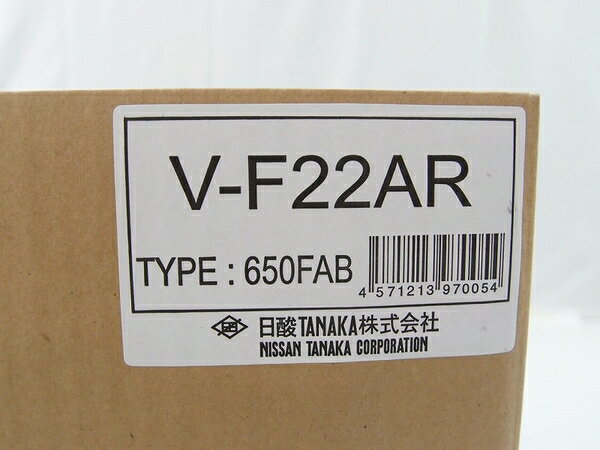 V-F22AR
TYPE : 650FAB
4 571213 970054
日酸TANAKA株式会社
NISSAN TANAKA CORPORATION